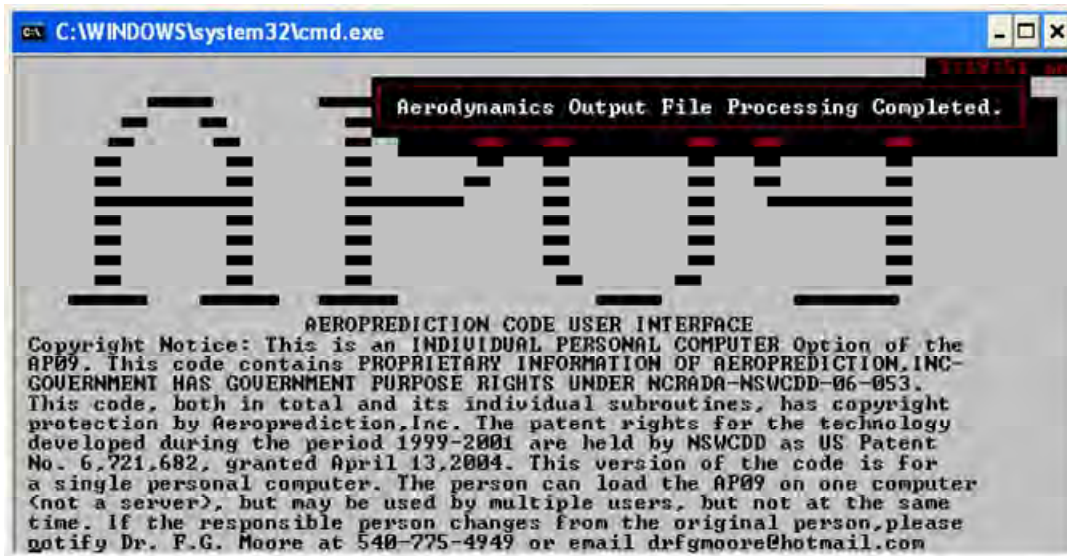 C:\WINDOWS\system32\cmd.exe
Aerodynamics Output File Processing Completed.
AEROPREDICTION CODE USER INTERFACE
Copyright Notice: This is an INDIVIDUAL PERSONAL COMPUTER Option of the
AP09. This code contains PROPRIETARY INFORMATION OF AEROPREDICTION,INC-
GOVERNMENT HAS GOVERNMENT PURPOSE RIGHTS UNDER NCRADA-NSWCDD-06-053.
This code, both in total and its individual subroutines, has copyright
protection by Aeroprediction,Inc. The patent rights for the technology
developed during the period 1999-2001 are held by NSWCDD as US Patent
No. 6,721,682, granted April 13,2004. This version of the code is for
a single personal computer. The person can load the AP09 on one computer
(not a server), but may be used by multiple users, but not at the same
time. If the responsible person changes from the original person,please
notify Dr. F.G. Moore at 540-775-4949 or email drfgmoore@hotmail.com